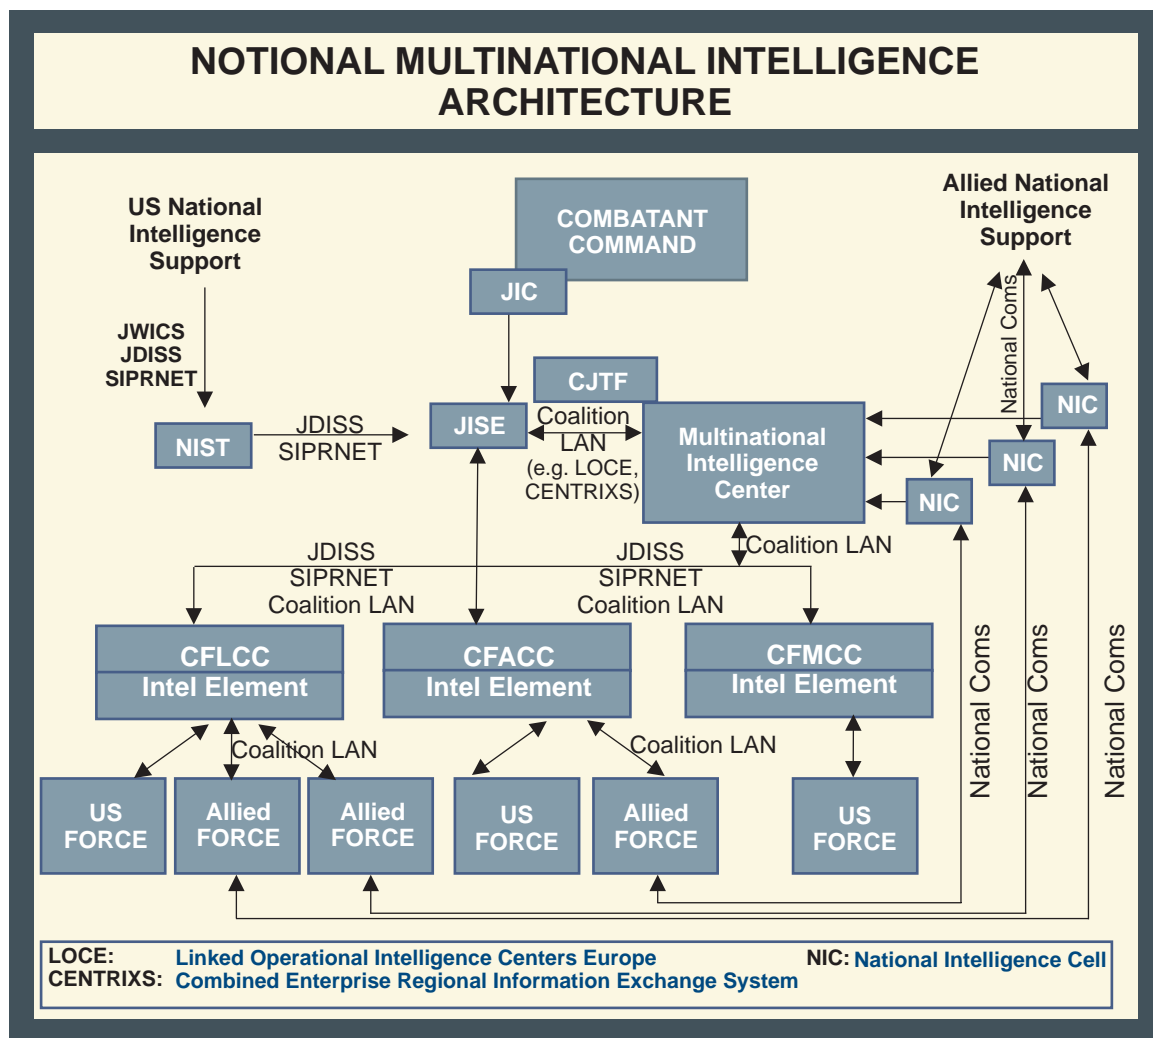 NOTIONAL MULTINATIONAL INTELLIGENCE
ARCHITECTURE
US National
Intelligence
Support
COMBATANT
COMMAND
JIC
Allied National
Intelligence
Support
JWICS
JDISS
SIPRNET
National Coms
CJTF
NIST
JDISS
SIPRNET
JISE
Coalition
LAN
(e.g. LOCE,
CENTRIXS)
Multinational
Intelligence
Center
NIC
NIC
NIC
Coalition LAN
JDISS
SIPRNET
Coalition LAN
JDISS
SIPRNET
Coalition LAN
CFLCC
Intel Element
CFACC
Intel Element
CFMCC
Intel Element
National Coms
National Coms
National Coms
Coalition LAN
Coalition LAN
US
FORCE
Allied
FORCE
Allied
FORCE
US
FORCE
Allied
FORCE
US
FORCE
LOCE: Linked Operational Intelligence Centers Europe
NIC: National Intelligence Cell
CENTRIXS: Combined Enterprise Regional Information Exchange System